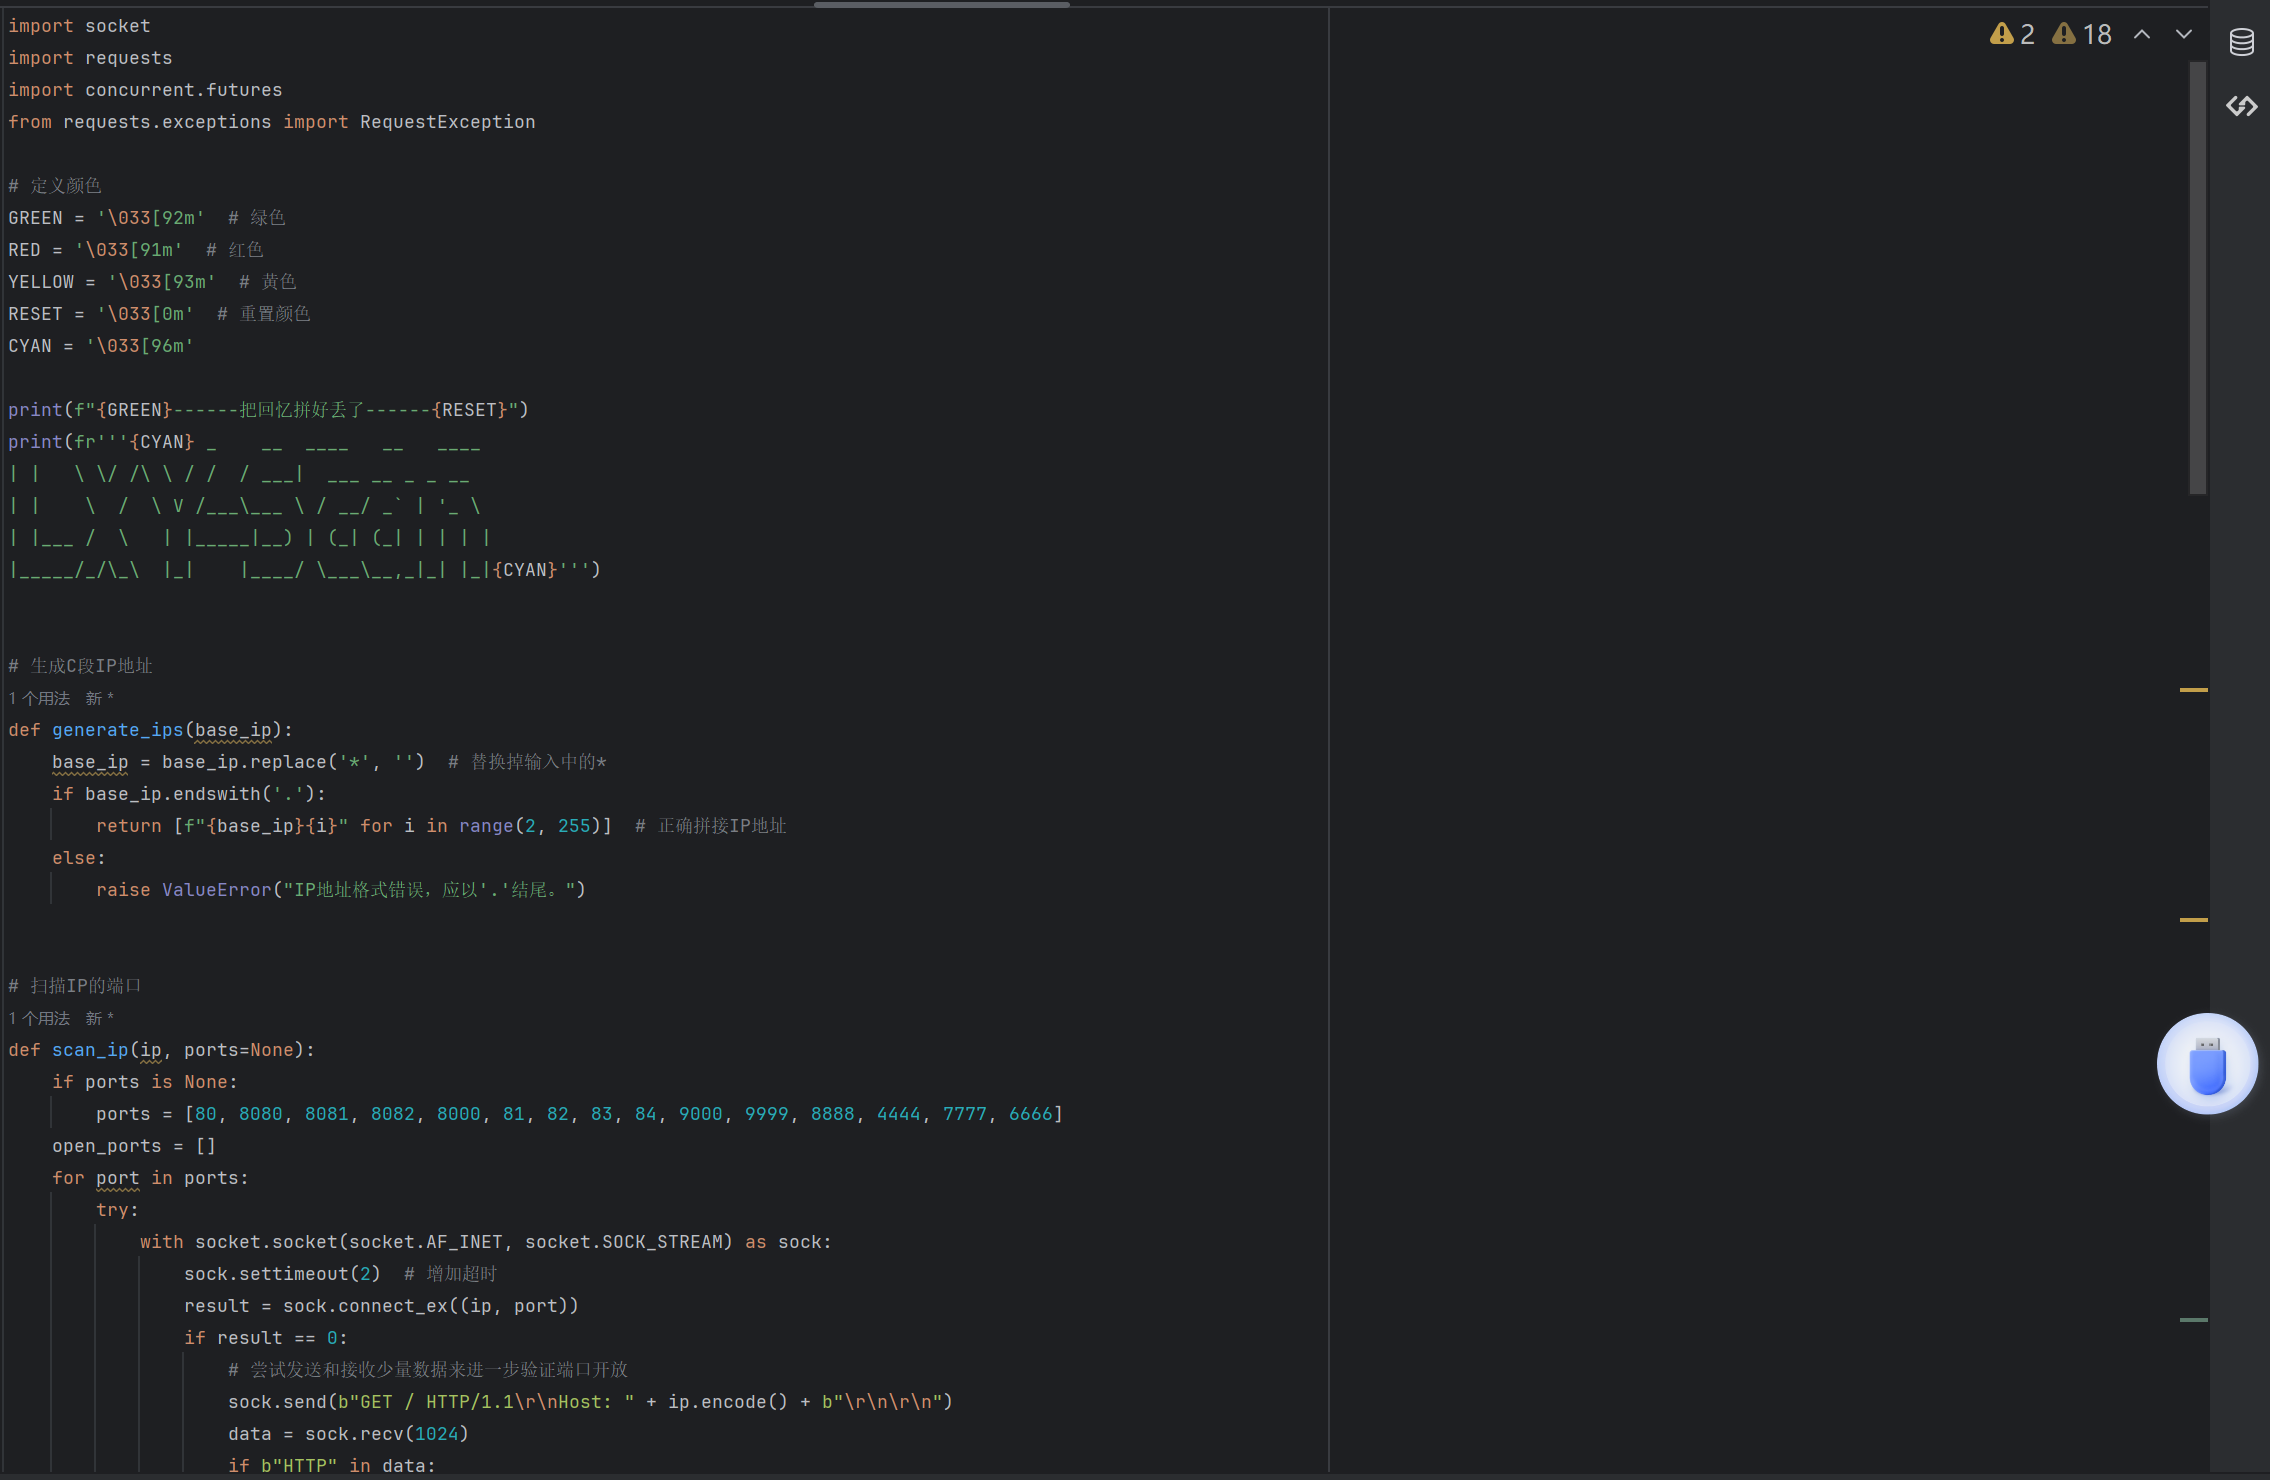 import socket
2 18
import requests
import concurrent.futures
from requests.exceptions import RequestException
# 定义颜色
GREEN = '\033[92m'  # 绿色
RED = '\033[91m'  # 红色
YELLOW = '\033[93m'  # 黄色
RESET = '\033[0m'  # 重置颜色
CYAN = '\033[96m'
print(f"{GREEN}------把回忆拼好丢了------{RESET}")
print(fr'''{CYAN} _    __  ____   __   ____
| |   \ \/ /\ \ / /  / ___|  ___ __ _ _ __
| |    \  /  \ V /___\___ \ / __/ _` | '_ \
| |___ /  \   | |_____|__) | (_| (_| | | | |
|_____/_/\_\  |_|    |____/ \___\__,_|_| |_|{CYAN}''')
# 生成C段IP地址
1 个用法 新 *
def generate_ips(base_ip):
    base_ip = base_ip.replace('*', '')  # 替换掉输入中的*
    if base_ip.endswith('.'):
        return [f"{base_ip}{i}" for i in range(2, 255)]  # 正确拼接IP地址
    else:
        raise ValueError("IP地址格式错误，应以'.'结尾。")
# 扫描IP的端口
1 个用法 新 *
def scan_ip(ip, ports=None):
    if ports is None:
        ports = [80, 8080, 8081, 8082, 8000, 81, 82, 83, 84, 9000, 9999, 8888, 4444, 7777, 6666]
    open_ports = []
    for port in ports:
        try:
            with socket.socket(socket.AF_INET, socket.SOCK_STREAM) as sock:
                sock.settimeout(2)  # 增加超时
                result = sock.connect_ex((ip, port))
                if result == 0:
                    # 尝试发送和接收少量数据来进一步验证端口开放
                    sock.send(b"GET / HTTP/1.1\r\nHost: " + ip.encode() + b"\r\n\r\n")
                    data = sock.recv(1024)
                    if b"HTTP" in data: